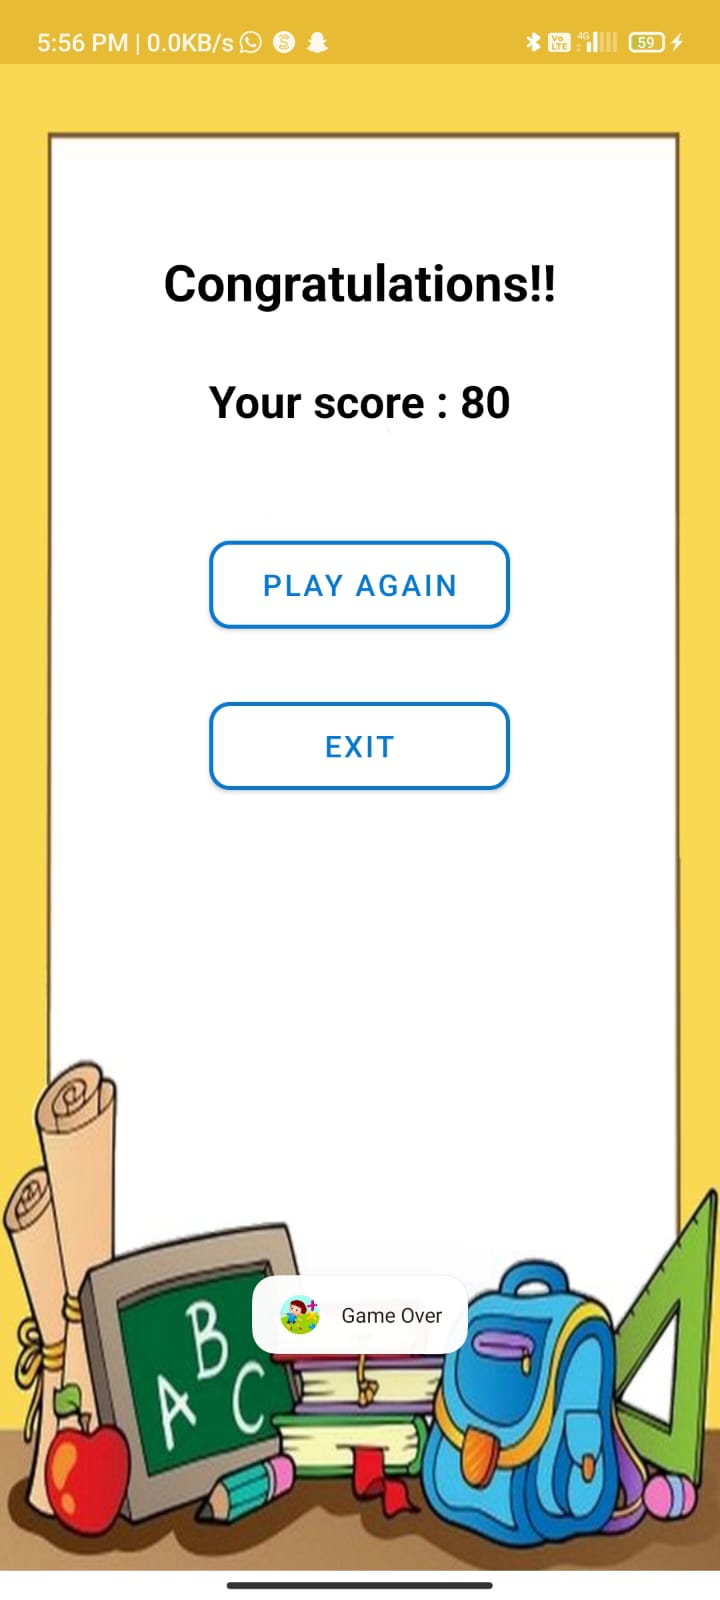 5:56 PM | 0.0KB/s
Vo LTE 4G 59
Congratulations!!
Your score : 80
PLAY AGAIN
EXIT
Game Over
B
A C